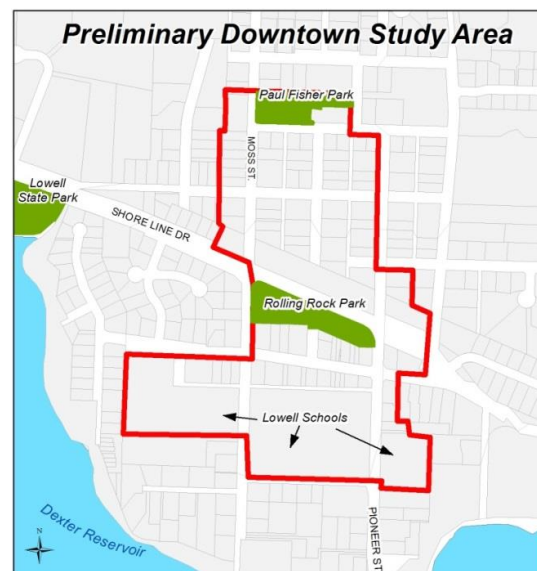 Preliminary Downtown Study Area
Paul Fisher Park
MOSS ST.
Lowell
State Park
SHORE LINE DR
Rolling Rock Park
Lowell Schools
Dexter Reservoir
PIONEER ST
N